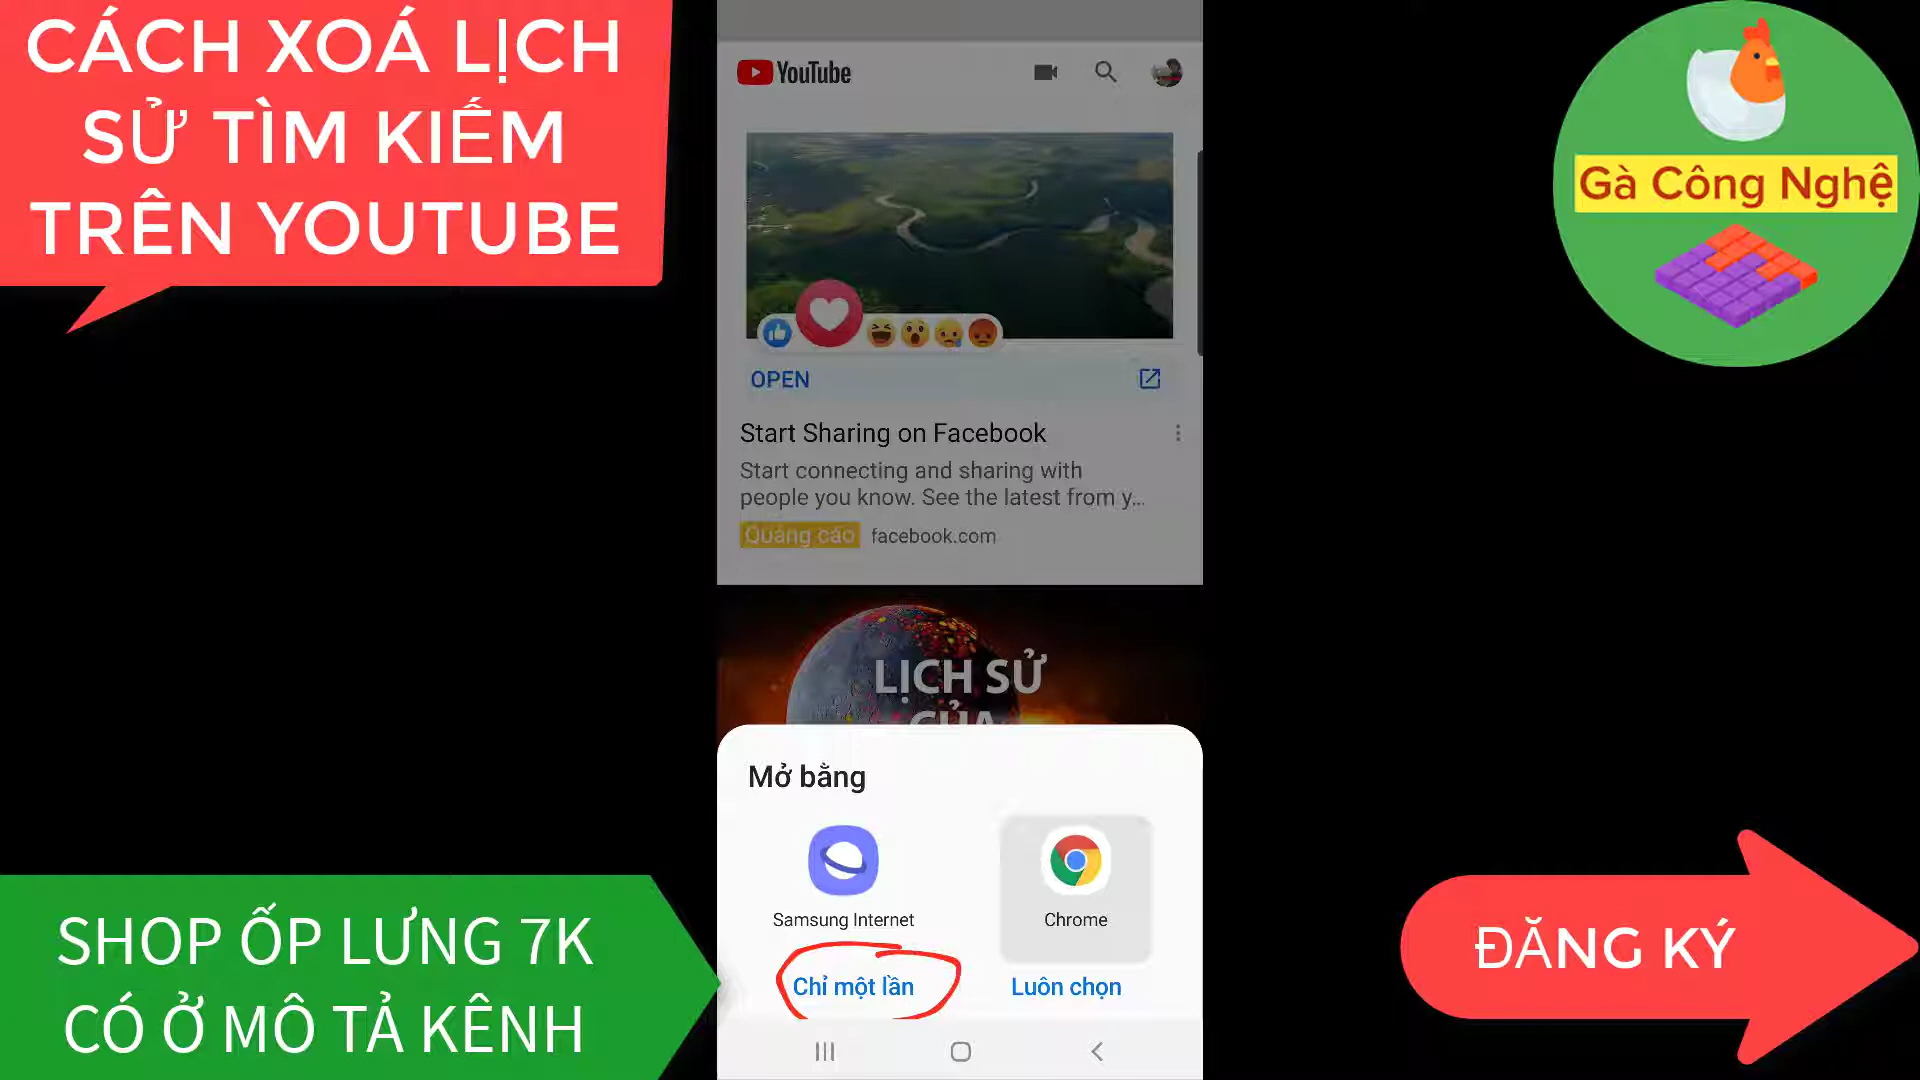 CÁCH XOÁ LỊCH
SỬ TÌM KIẾM
TRÊN YOUTUBE
YouTube
Gà Công Nghệ
OPEN
Start Sharing on Facebook
Start connecting and sharing with
people you know. See the latest from y...
Quảng cáo facebook.com
LỊCH SỬ
CỦA
Mở bằng
Samsung Internet
Chrome
Chỉ một lần
Luôn chọn
SHOP ỐP LƯNG 7K
CÓ Ở MÔ TẢ KÊNH
ĐĂNG KÝ